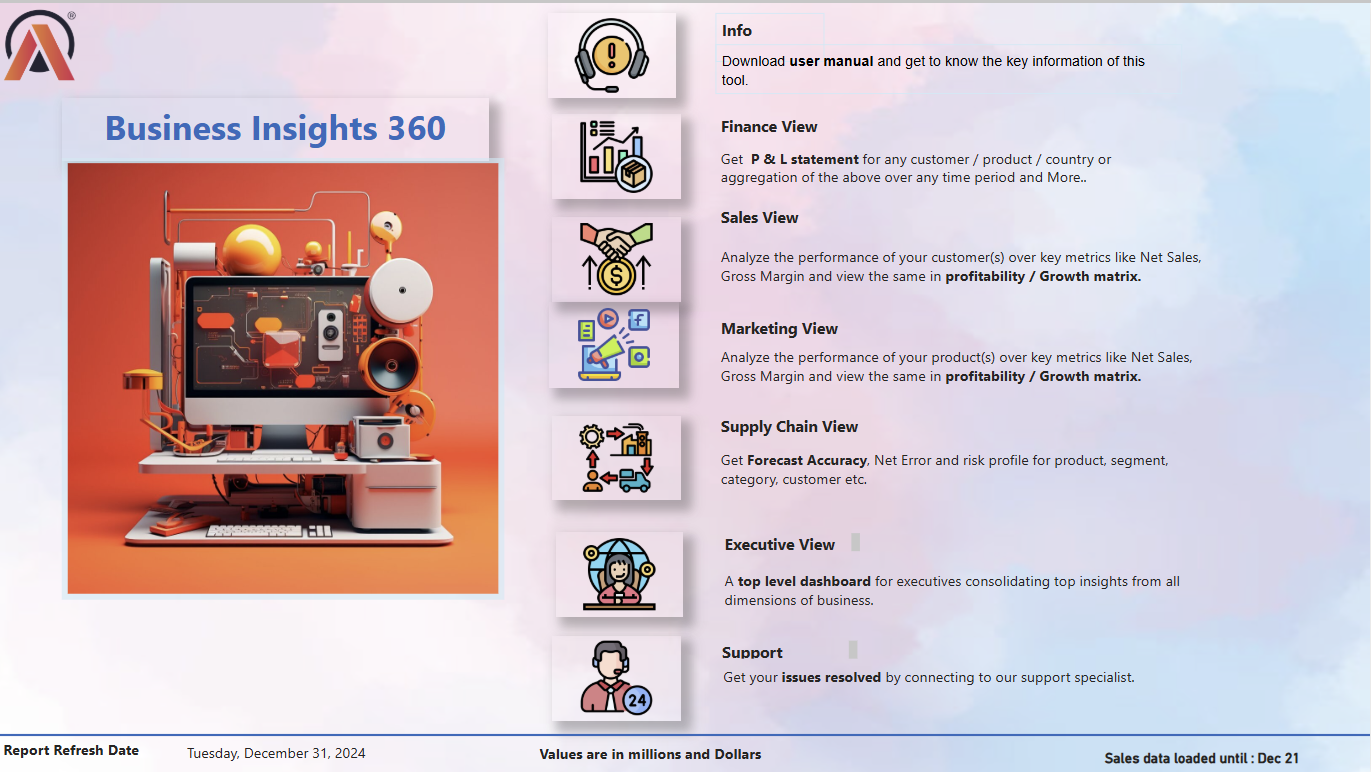 ®
Business Insights 360
Info
Download user manual and get to know the key information of this
tool.
Finance View
Get P & L statement for any customer / product / country or
aggregation of the above over any time period and More..
Sales View
Analyze the performance of your customer(s) over key metrics like Net Sales,
Gross Margin and view the same in profitability / Growth matrix.
Marketing View
Analyze the performance of your product(s) over key metrics like Net Sales,
Gross Margin and view the same in profitability / Growth matrix.
Supply Chain View
Get Forecast Accuracy, Net Error and risk profile for product, segment,
category, customer etc.
Executive View
A top level dashboard for executives consolidating top insights from all
dimensions of business.
Support
Get your issues resolved by connecting to our support specialist.
24
Report Refresh Date
Tuesday, December 31, 2024
Values are in millions and Dollars
Sales data loaded until : Dec 21